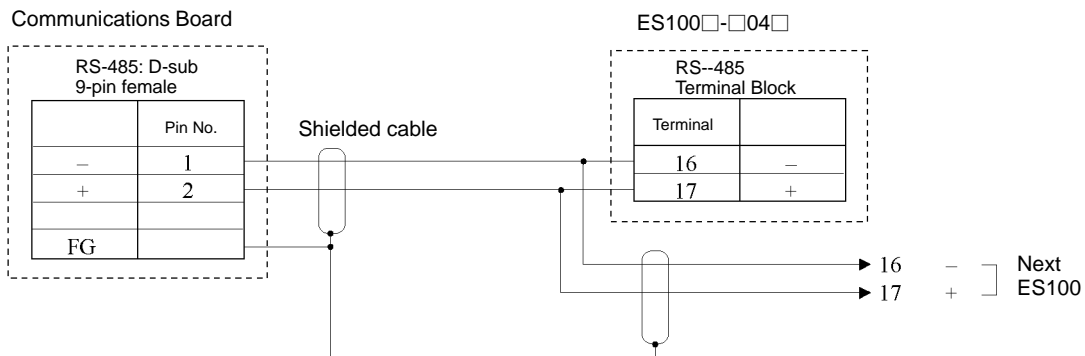 Communications Board
ES100□-□04□
RS-485: D-sub
9-pin female
RS--485
Terminal Block
Pin No.
Shielded cable
Terminal
– 1
16 –
+ 2
17 +
FG
16 – Next
17 + ES100